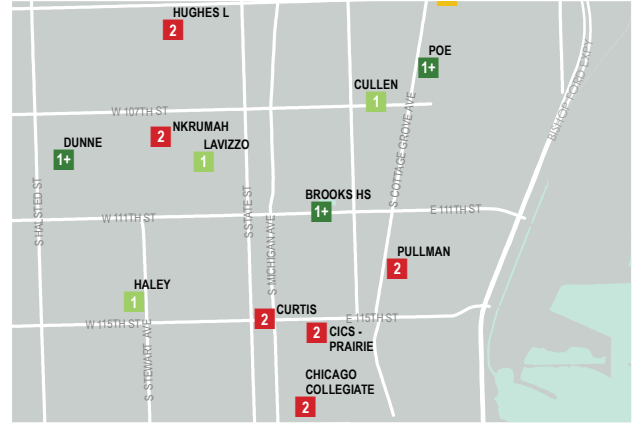 HUGHES L
2
POE
1+
CULLEN
1
W 107TH ST
NKRUMAH
2
LAVIZZO
1
DUNNE
1+
S COTTAGE GROVE AVE
BISHOP FORD EXPY
S HALSTED ST
S STATE ST
S MICHIGAN AVE
BROOKS HS
1+
W 111TH ST
E 111TH ST
PULLMAN
2
HALEY
1
CURTIS
2
W 115TH ST
E 115TH ST
CICS -
PRAIRIE
2
S STEWART AVE
CHICAGO
COLLEGIATE
2